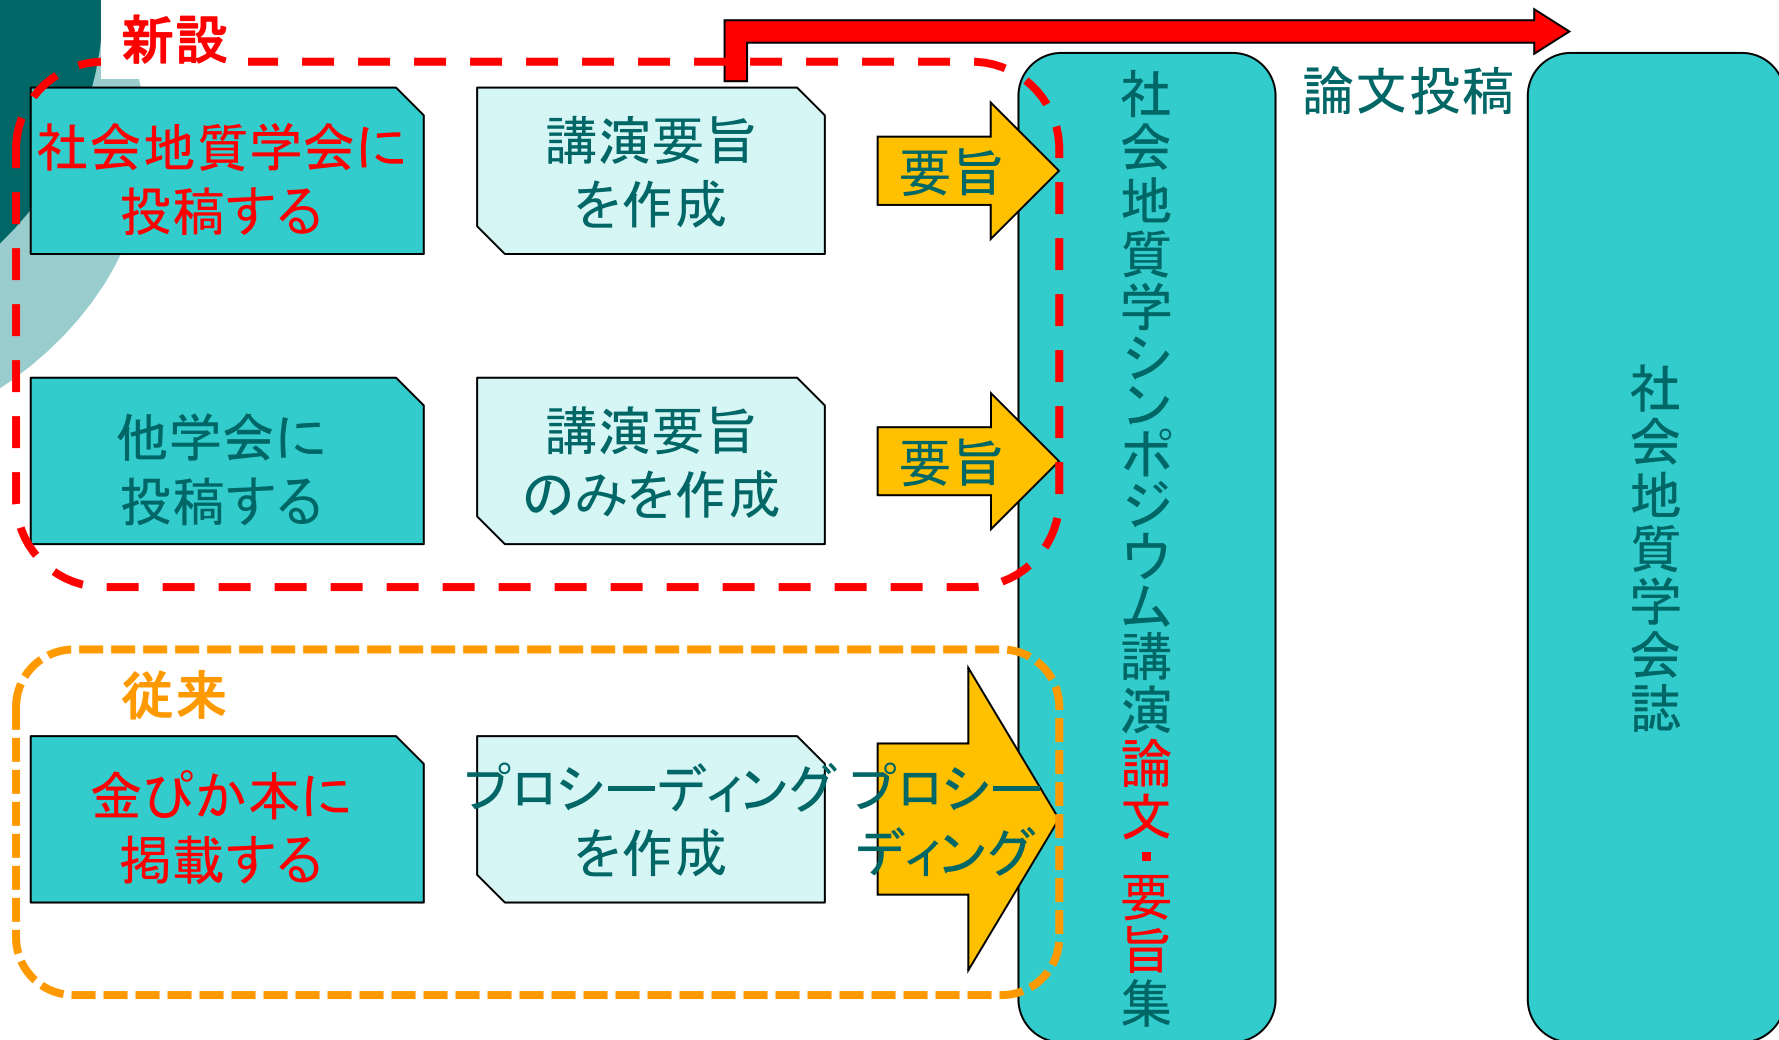 新設
社会地質学会に
投稿する
講演要旨
を作成
要旨
他学会に
投稿する
講演要旨
のみを作成
要旨
従来
金ぴか本に
掲載する
プロシーディング
を作成
プロシー
ディング
社会地質学シンポジウム講演論文・要旨集
論文投稿
社会地質学会誌